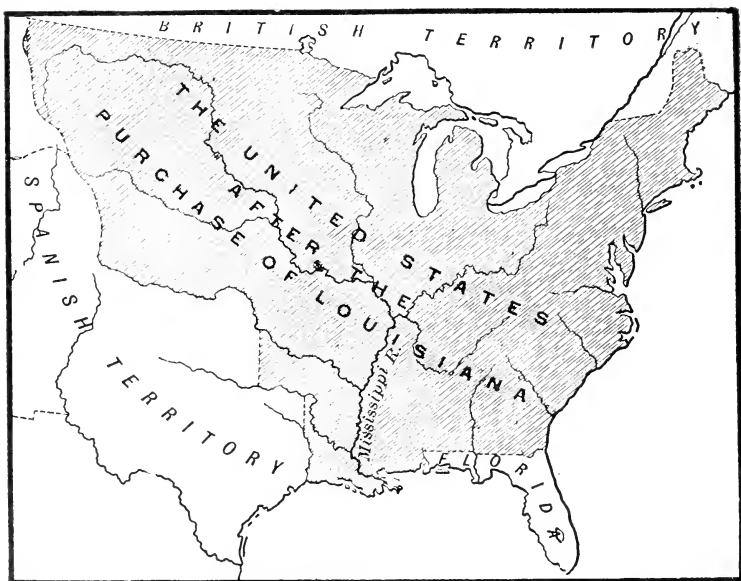 BRITISH TERRITORY
THE UNITED STATES
AFTER THE
PURCHASE OF LOUISIANA
SPANISH
TERRITORY
Mississippi R.
FLORIDA